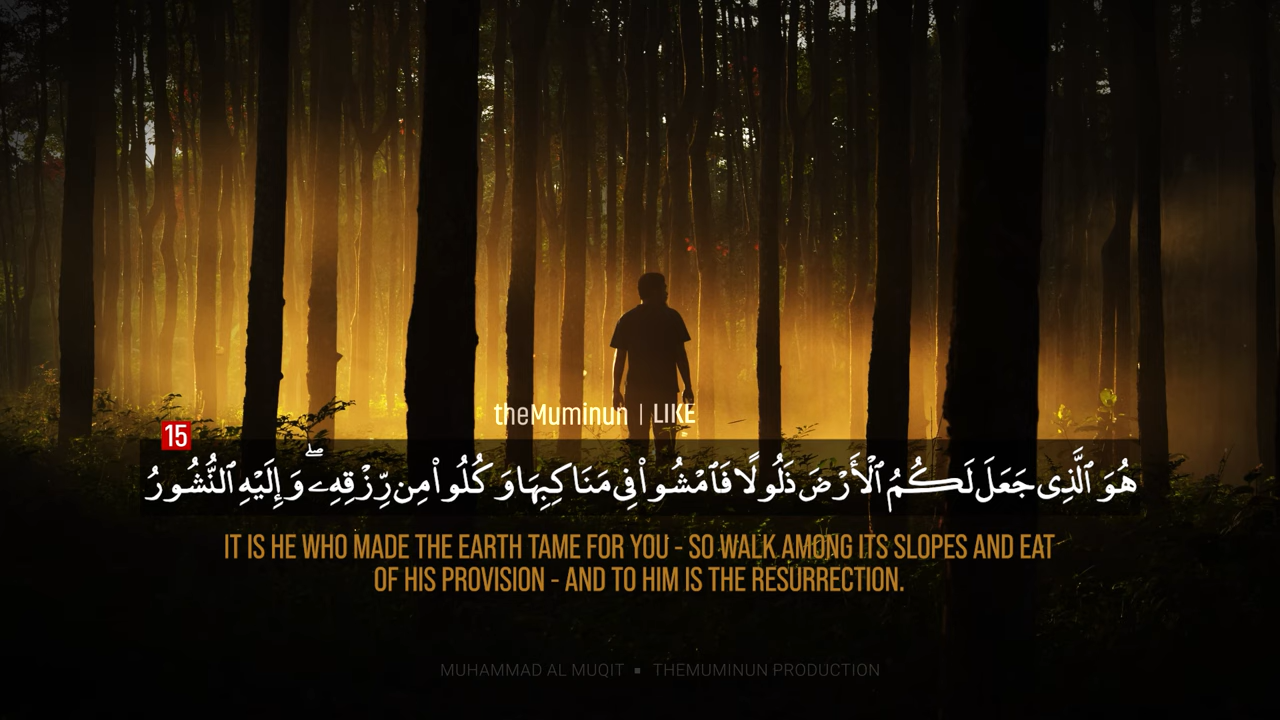 theMuminun | LIKE
15
هُوَ ٱلَّذِى جَعَلَ لَكُمُ ٱلْأَرْضَ ذَلُولًا فَٱمْشُوا۟ فِى مَنَاكِبِهَا وَكُلُوا۟ مِن رِّزْقِهِۦ ۖ وَإِلَيْهِ ٱلنُّشُورُ
IT IS HE WHO MADE THE EARTH TAME FOR YOU - SO WALK AMONG ITS SLOPES AND EAT
OF HIS PROVISION - AND TO HIM IS THE RESURRECTION.
MUHAMMAD AL MUQIT ▪ THEMUMINUN PRODUCTION